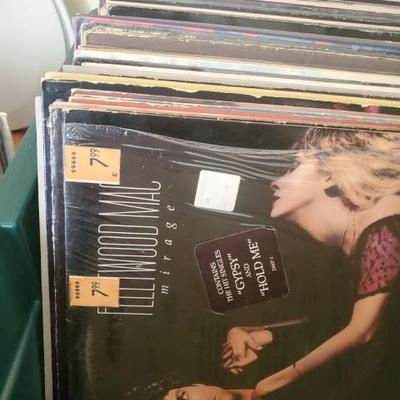 FLEETWOOD MAC
mirage
7.99
7.99
CONTAINS
THE HIT SINGLES
"GYPSY"
AND
"HOLD ME"